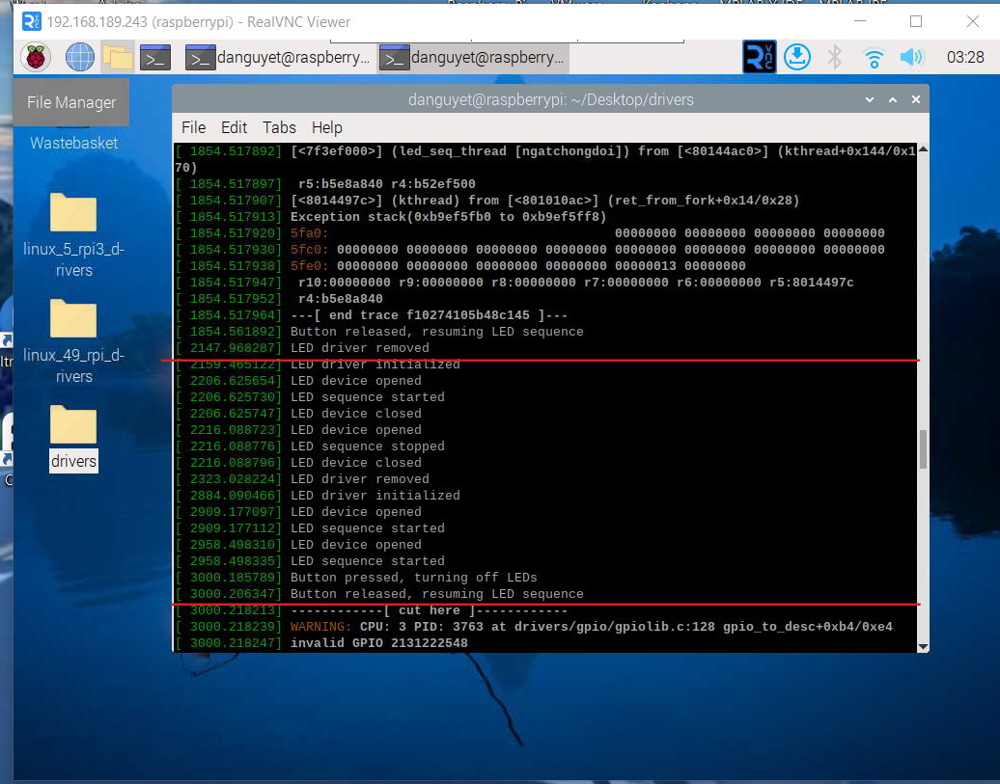 192.168.189.243 (raspberrypi) - RealVNC Viewer
danguyet@raspberry... danguyet@raspberry... 03:28
File Manager
Wastebasket
linux_5_rpi3_d-
rivers
linux_49_rpi_d-
rivers
drivers
danguyet@raspberrypi: ~/Desktop/drivers
File Edit Tabs Help
[ 1854.517892] [<7f3ef000>] (led_seq_thread [ngatchongdoi]) from [<80144ac0>] (kthread+0x144/0x1
70)
[ 1854.517897]  r5:b5e8a840 r4:b52ef500
[ 1854.517907] [<8014497c>] (kthread) from [<801010ac>] (ret_from_fork+0x14/0x28)
[ 1854.517913] Exception stack(0xb9ef5fb0 to 0xb9ef5ff8)
[ 1854.517920] 5fa0:                                     00000000 00000000 00000000 00000000
[ 1854.517930] 5fc0: 00000000 00000000 00000000 00000000 00000000 00000000 00000000 00000000
[ 1854.517938] 5fe0: 00000000 00000000 00000000 00000000 00000013 00000000
[ 1854.517947]  r10:00000000 r9:00000000 r8:00000000 r7:00000000 r6:00000000 r5:8014497c
[ 1854.517952]  r4:b5e8a840
[ 1854.517964] ---[ end trace f10274105b48c145 ]---
[ 1854.561892] Button released, resuming LED sequence
[ 2147.968287] LED driver removed
[ 2159.465122] LED driver initialized
[ 2206.625654] LED device opened
[ 2206.625730] LED sequence started
[ 2206.625747] LED device closed
[ 2216.088723] LED device opened
[ 2216.088776] LED sequence stopped
[ 2216.088796] LED device closed
[ 2323.028224] LED driver removed
[ 2884.090466] LED driver initialized
[ 2909.177097] LED device opened
[ 2909.177112] LED sequence started
[ 2958.498310] LED device opened
[ 2958.498335] LED sequence started
[ 3000.185789] Button pressed, turning off LEDs
[ 3000.206347] Button released, resuming LED sequence
[ 3000.218213] ------------[ cut here ]------------
[ 3000.218239] WARNING: CPU: 3 PID: 3763 at drivers/gpio/gpiolib.c:128 gpio_to_desc+0xb4/0xe4
[ 3000.218247] invalid GPIO 2131222548